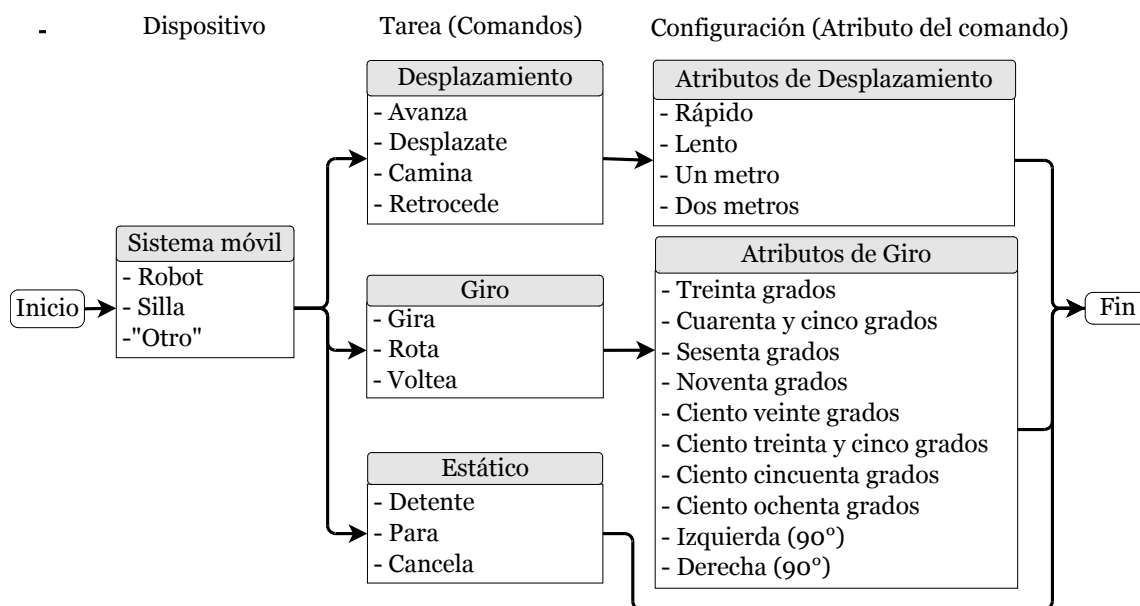 - Dispositivo Tarea (Comandos) Configuración (Atributo del comando)
Inicio
Sistema móvil
- Robot
- Silla
-"Otro"
Desplazamiento
- Avanza
- Desplazate
- Camina
- Retrocede
Giro
- Gira
- Rota
- Voltea
Estático
- Detente
- Para
- Cancela
Atributos de Desplazamiento
- Rápido
- Lento
- Un metro
- Dos metros
Atributos de Giro
- Treinta grados
- Cuarenta y cinco grados
- Sesenta grados
- Noventa grados
- Ciento veinte grados
- Ciento treinta y cinco grados
- Ciento cincuenta grados
- Ciento ochenta grados
- Izquierda (90°)
- Derecha (90°)
Fin